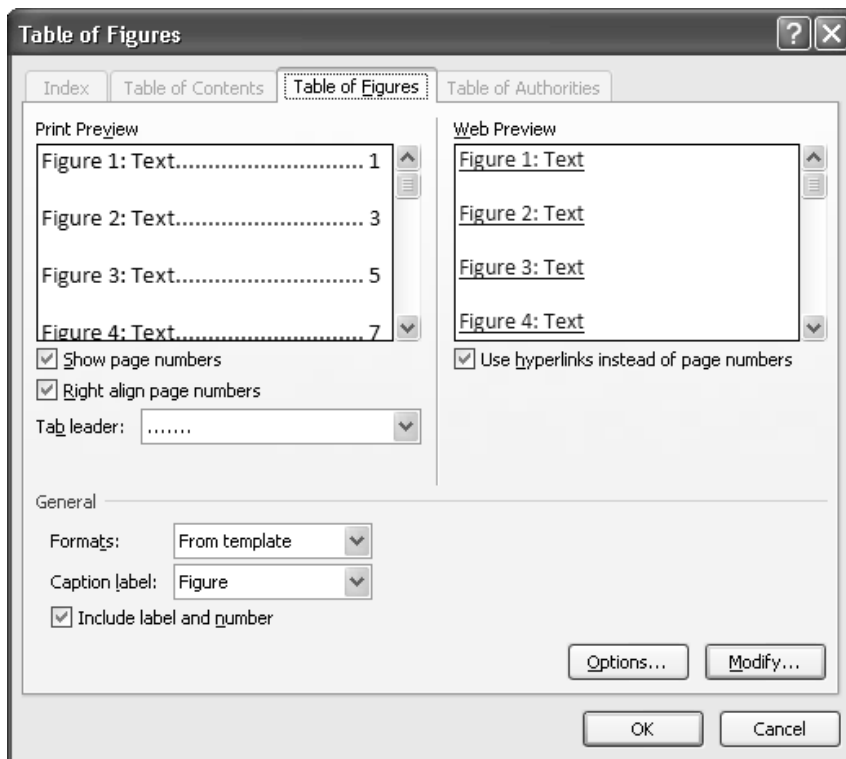 Table of Figures
Index Table of Contents Table of Figures Table of Authorities
Print Preview
Figure 1: Text............................ 1
Figure 2: Text............................ 3
Figure 3: Text............................ 5
Figure 4: Text............................ 7
Show page numbers
Right align page numbers
Tab leader: .......
Web Preview
Figure 1: Text
Figure 2: Text
Figure 3: Text
Figure 4: Text
Use hyperlinks instead of page numbers
General
Formats: From template
Caption label: Figure
Include label and number
Options... Modify...
OK Cancel